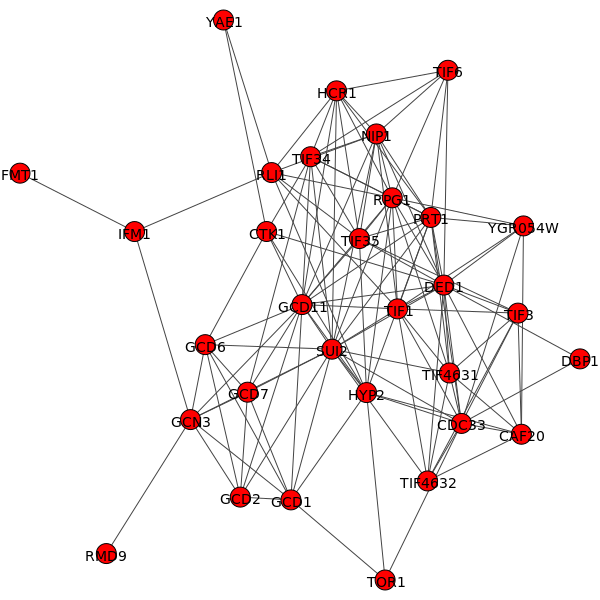 YAE1
TIF6
HCR1
NIP1
TIF34
RLI1
FMT1
RPG1
PRT1
YGR054W
IFM1
CTK1
TIF35
DED1
GCD11
TIF1
TIF3
GCD6
SUI2
DBP1
TIF4631
GCD7
HYP2
GCN3
CDC33
CAF20
TIF4632
GCD2
GCD1
RMD9
TOR1